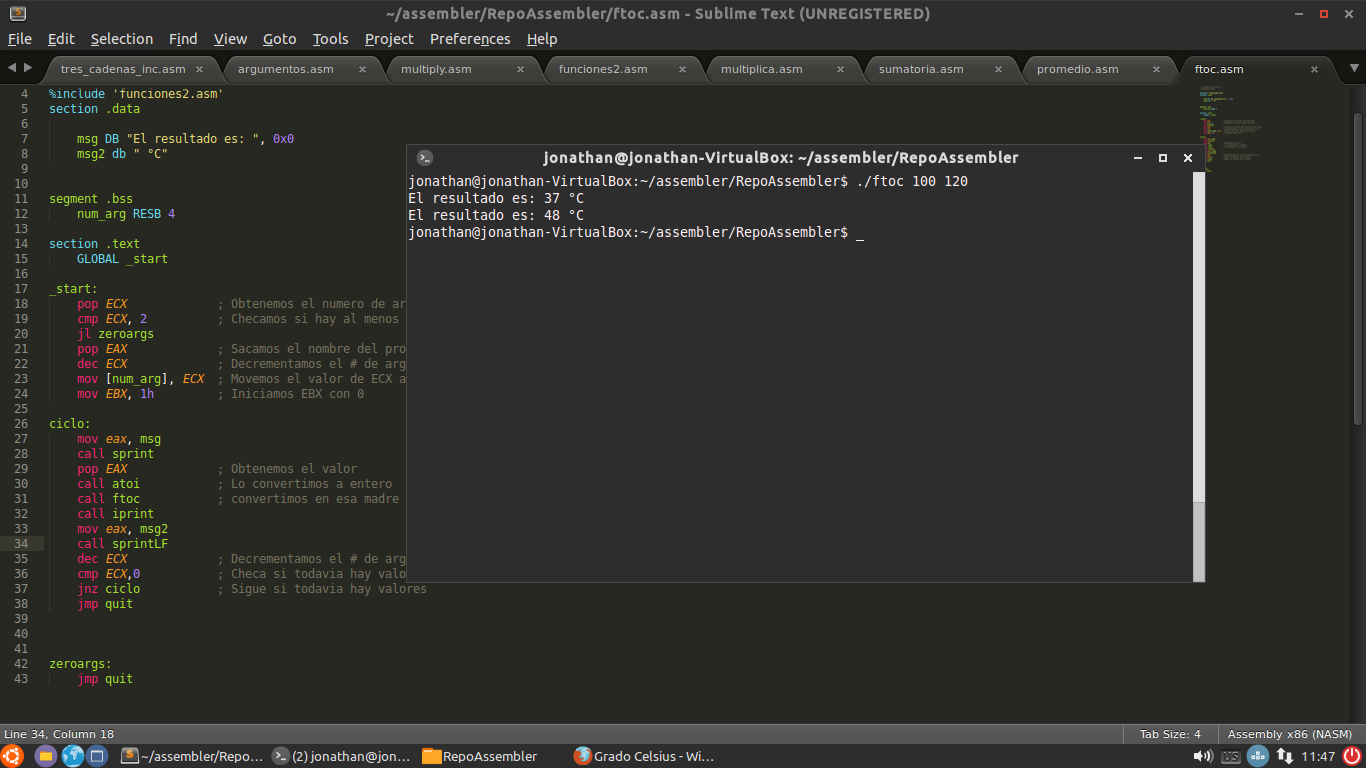 ~/assembler/RepoAssembler/ftoc.asm - Sublime Text (UNREGISTERED)
File Edit Selection Find View Goto Tools Project Preferences Help
tres_cadenas_inc.asm argumentos.asm multiply.asm funciones2.asm multiplica.asm sumatoria.asm promedio.asm ftoc.asm
4 %include 'funciones2.asm'
5 section .data
6
7 msg DB "El resultado es: ", 0x0
8 msg2 db " °C"
9
10
11 segment .bss
12 num_arg RESB 4
13
14 section .text
15 GLOBAL _start
16
17 _start:
18 pop ECX ; Obtenemos el numero de ar
19 cmp ECX, 2 ; Checamos si hay al menos
20 jl zeroargs
21 pop EAX ; Sacamos el nombre del pro
22 dec ECX ; Decrementamos el # de arg
23 mov [num_arg], ECX ; Movemos el valor de ECX a
24 mov EBX, 1h ; Iniciamos EBX con 0
25
26 ciclo:
27 mov eax, msg
28 call sprint
29 pop EAX ; Obtenemos el valor
30 call atoi ; Lo convertimos a entero
31 call ftoc ; convertimos en esa madre
32 call iprint
33 mov eax, msg2
34 call sprintLF
35 dec ECX ; Decrementamos el # de arg
36 cmp ECX,0 ; Checa si todavia hay valo
37 jnz ciclo ; Sigue si todavia hay valores
38 jmp quit
39
40
41
42 zeroargs:
43 jmp quit
jonathan@jonathan-VirtualBox: ~/assembler/RepoAssembler
jonathan@jonathan-VirtualBox:~/assembler/RepoAssembler$ ./ftoc 100 120
El resultado es: 37 °C
El resultado es: 48 °C
jonathan@jonathan-VirtualBox:~/assembler/RepoAssembler$ _
Line 34, Column 18 Tab Size: 4 Assembly x86 (NASM)
~/assembler/Repo... (2) jonathan@jon... RepoAssembler Grado Celsius - Wi... US 11:47